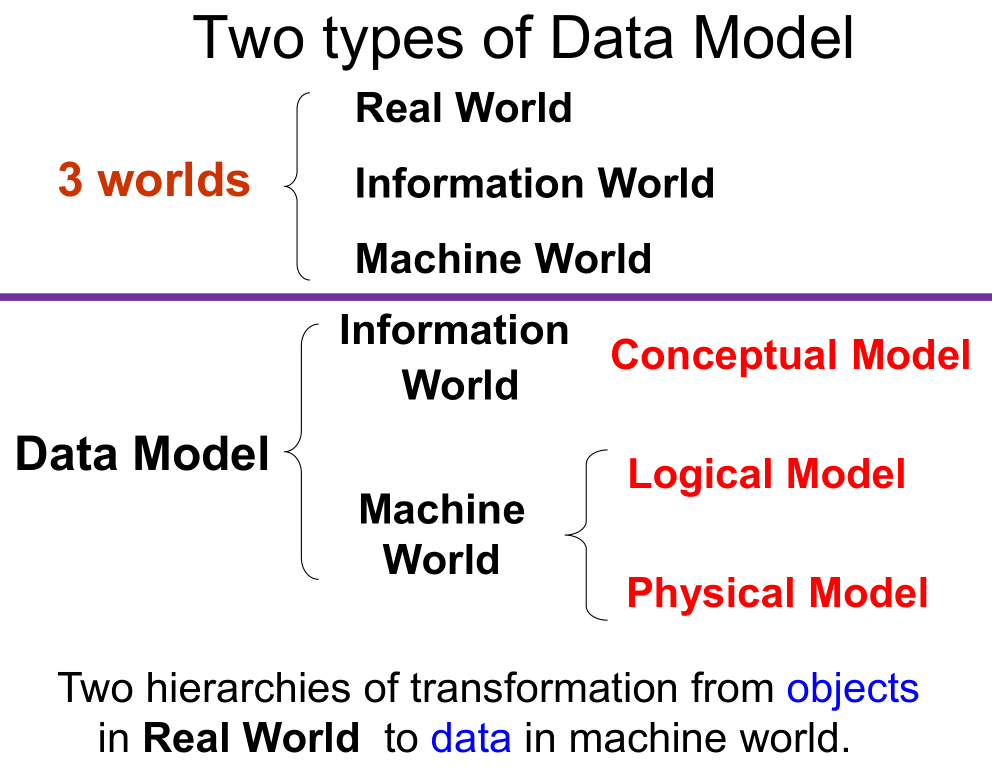 Two types of Data Model
Real World
3 worlds
Information World
Machine World
Information
World
Conceptual Model
Data Model
Machine
World
Logical Model
Physical Model
Two hierarchies of transformation from objects
in Real World to data in machine world.